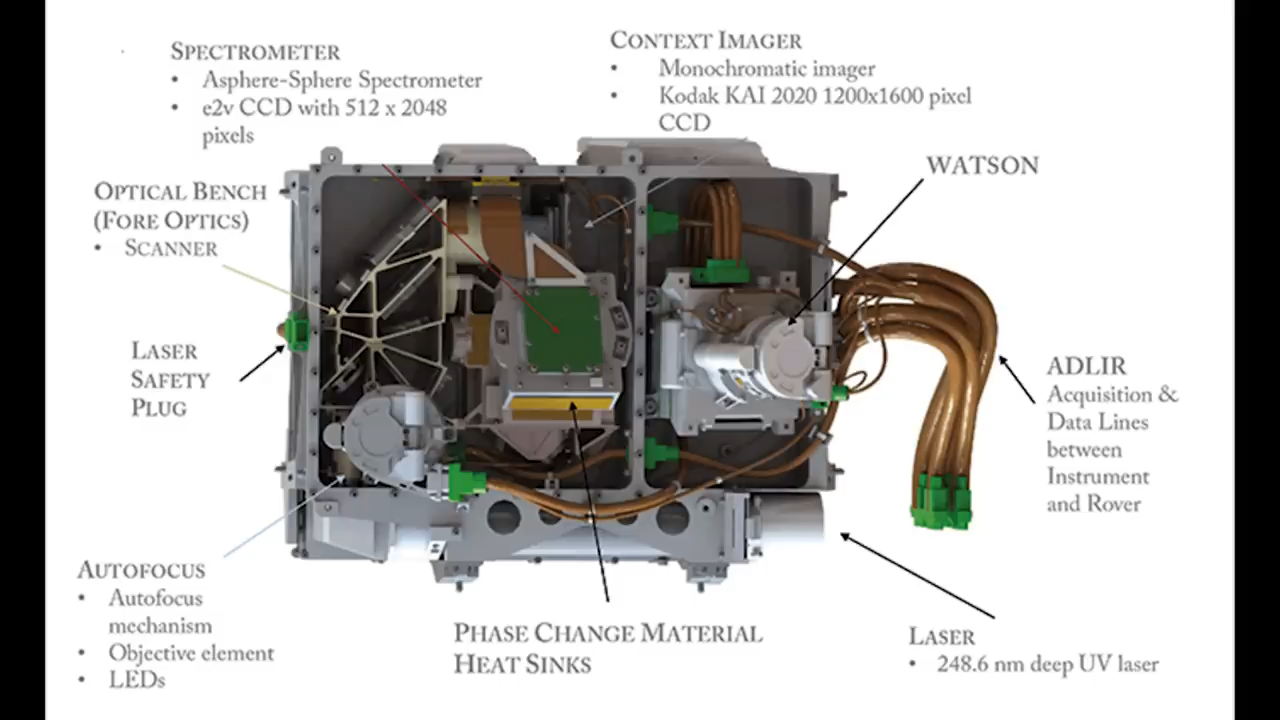 SPECTROMETER
• Asphere-Sphere Spectrometer
• e2v CCD with 512 x 2048
pixels
CONTEXT IMAGER
• Monochromatic imager
• Kodak KAI 2020 1200x1600 pixel
CCD
WATSON
OPTICAL BENCH
(FORE OPTICS)
• SCANNER
LASER
SAFETY
PLUG
ADLIR
Acquisition &
Data Lines
between
Instrument
and Rover
AUTOFOCUS
• Autofocus
mechanism
• Objective element
• LEDs
PHASE CHANGE MATERIAL
HEAT SINKS
LASER
• 248.6 nm deep UV laser